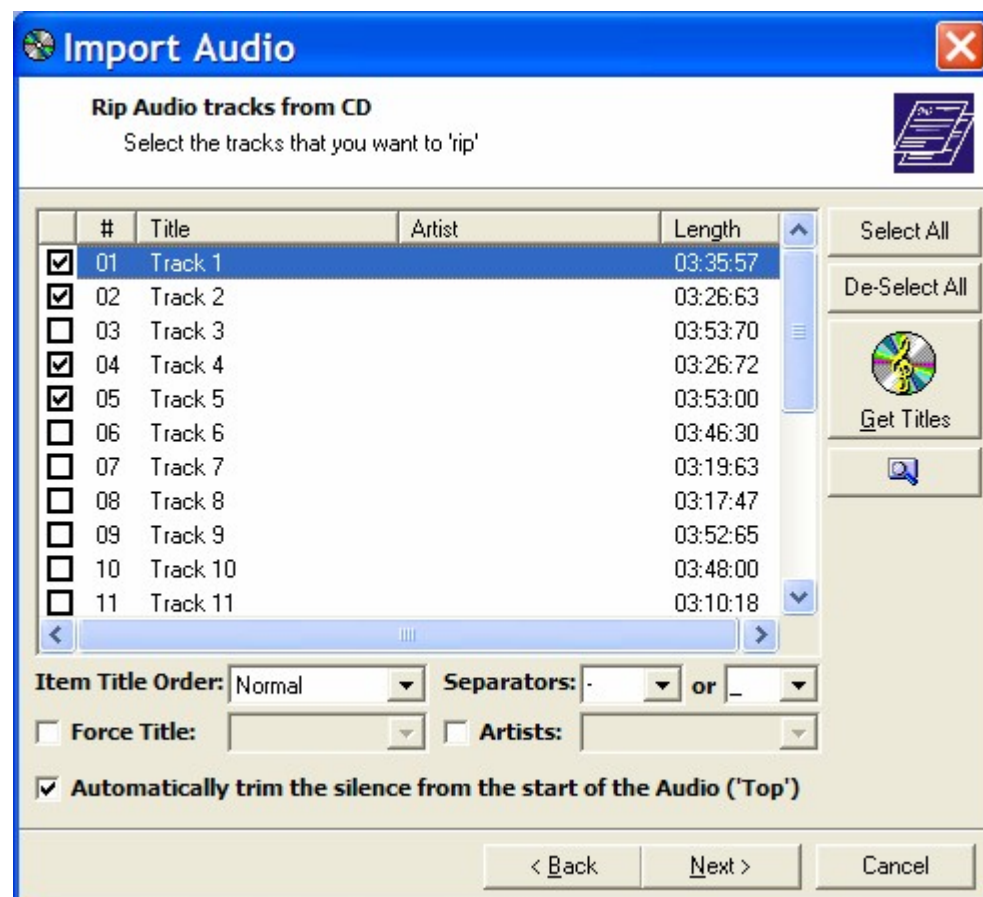 Import Audio
Rip Audio tracks from CD
Select the tracks that you want to 'rip'
# Title Artist Length
01 Track 1 03:35:57
02 Track 2 03:26:63
03 Track 3 03:53:70
04 Track 4 03:26:72
05 Track 5 03:53:00
06 Track 6 03:46:30
07 Track 7 03:19:63
08 Track 8 03:17:47
09 Track 9 03:52:65
10 Track 10 03:48:00
11 Track 11 03:10:18
Select All
De-Select All
Get Titles
Item Title Order: Normal Separators: - or _
Force Title: Artists:
Automatically trim the silence from the start of the Audio ('Top')
< Back Next > Cancel